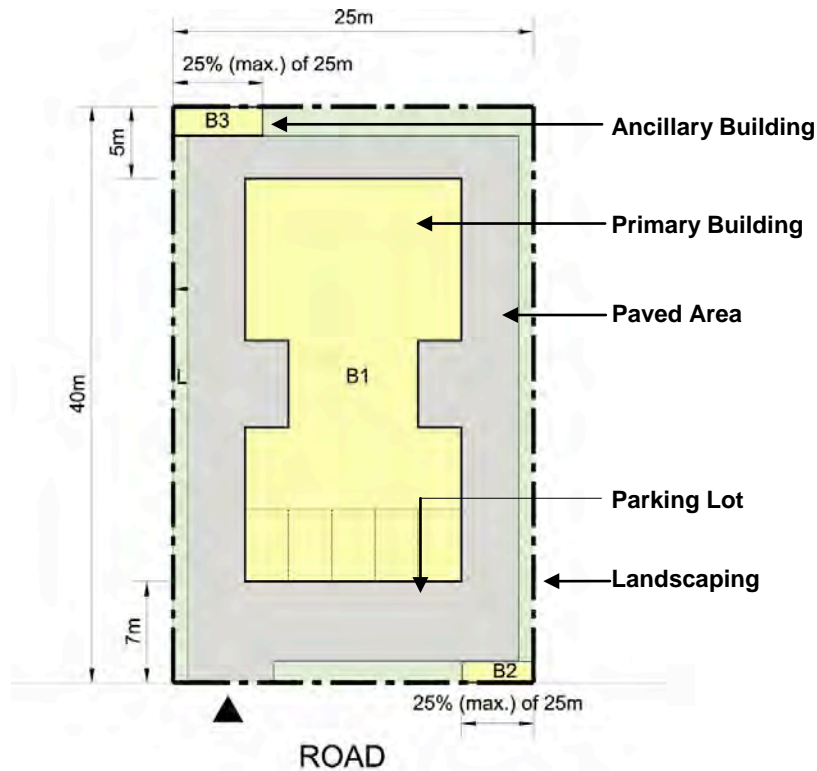 25m
25% (max.) of 25m
B3
Ancillary Building
5m
Primary Building
Paved Area
B1
L
40m
Parking Lot
Landscaping
7m
B2
25% (max.) of 25m
ROAD